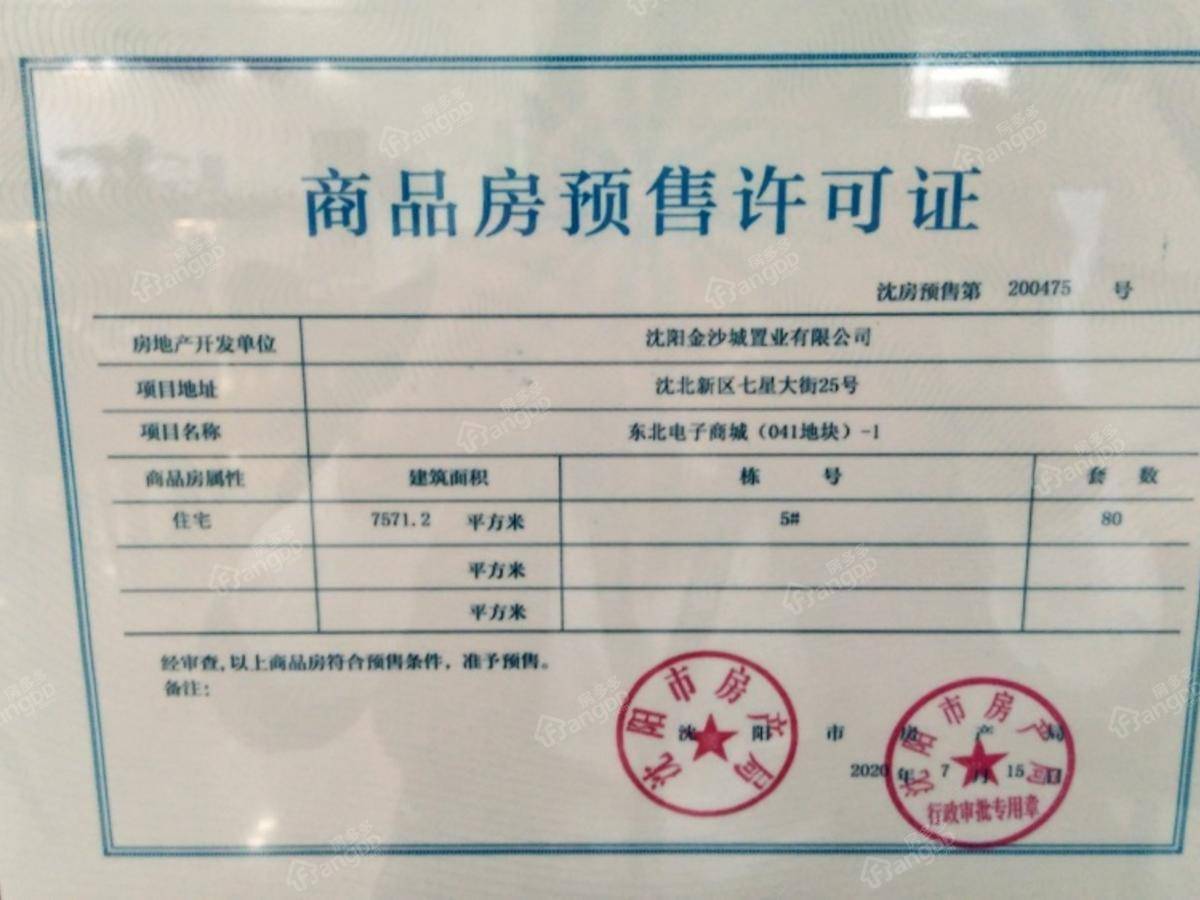 商品房预售许可证
沈房预售第 200475 号
房地产开发单位 沈阳金沙城置业有限公司
项目地址 沈北新区七星大街25号
项目名称 东北电子商城（041地块）-1
商品房属性 建筑面积 栋 号 套 数
住宅 7571.2 平方米 5# 80
平方米
平方米
经审查,以上商品房符合预售条件，准予预售。
备注：
沈阳市房产局
沈 阳 市 房 产 局
2020 年 7 月 15 日
沈阳市房产局
行政审批专用章
房多多
Fangdd